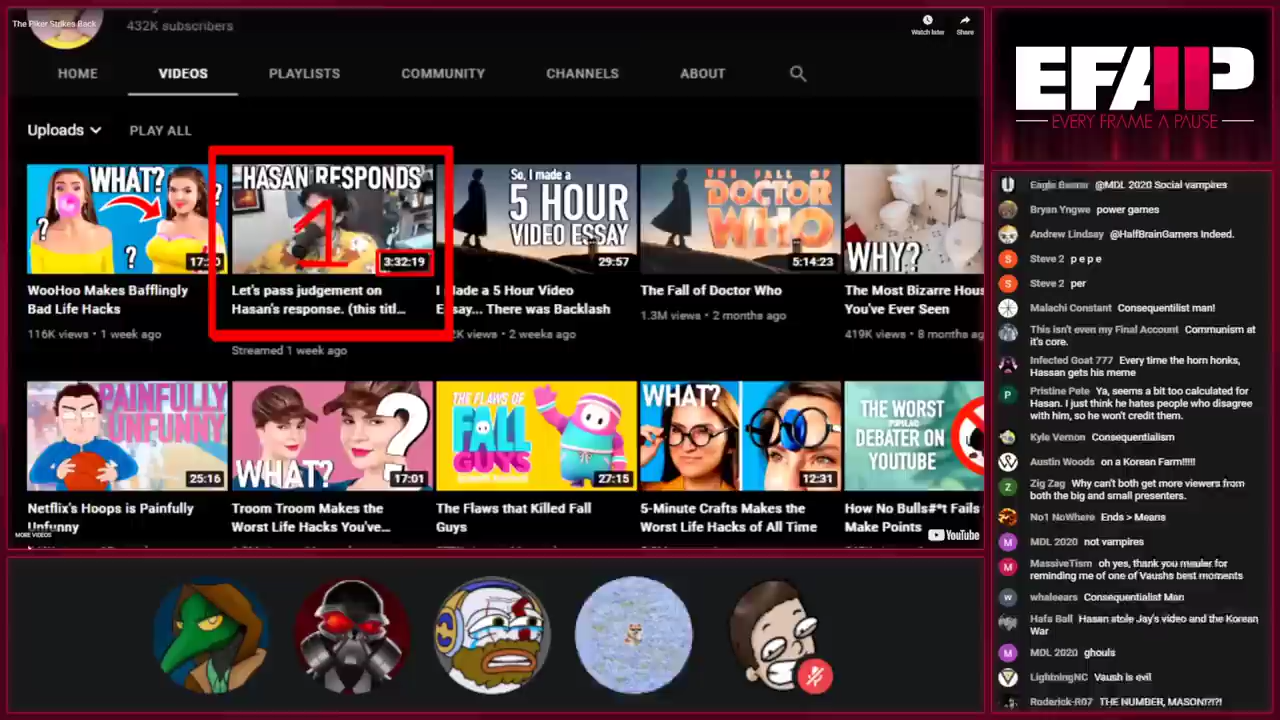 The Piker Strikes Back
432K subscribers
Watch later
Share
HOME
VIDEOS
PLAYLISTS
COMMUNITY
CHANNELS
ABOUT
Uploads
PLAY ALL
WHAT?
?
?
HASAN RESPONDS
1
3:32:19
So, I made a
5 HOUR
VIDEO ESSAY
29:57
THE FALL OF
DOCTOR
WHO
5:14:23
WHY?
WooHoo Makes Bafflingly
Bad Life Hacks
116K views • 1 week ago
Let's pass judgement on
Hasan's response. (this titl...
Streamed 1 week ago
Made a 5 Hour Video
Essay... There was Backlash
2K views • 2 weeks ago
The Fall of Doctor Who
1.3M views • 2 months ago
The Most Bizarre Hous
You've Ever Seen
419K views • 8 months ag
PAINFULLY
UNFUNNY
25:16
WHAT?
?
17:01
THE FLAWS OF
FALL
GUYS
27:15
WHAT?
12:31
THE WORST
POPULAR
DEBATER ON
YOUTUBE
Netflix's Hoops is Painfully
Unfunny
Troom Troom Makes the
Worst Life Hacks You've...
The Flaws that Killed Fall
Guys
5-Minute Crafts Makes the
Worst Life Hacks of All Time
How No Bulls#*t Fails
Make Points
MORE VIDEOS
YouTube
EFAP
EVERY FRAME A PAUSE
@MDL 2020 Social vampires
Bryan Yngwe power games
Andrew Lindsay @HalfBrainGamers Indeed.
Steve 2 p e p e
Steve 2 per
Malachi Constant Consequentilist man!
This isn't even my Final Account Communism at
it's core.
Infected Goat 777 Every time the horn honks,
Hassan gets his meme
Pristine Pete Ya, seems a bit too calculated for
Hasan. I just think he hates people who disagree
with him, so he won't credit them.
Kyle Vernon Consequentialism
Austin Woods on a Korean Farm!!!!!
Zig Zag Why can't both get more viewers from
both the big and small presenters.
No1 NoWhere Ends > Means
MDL 2020 not vampires
MassiveTism oh yes, thank you mauler for
reminding me of one of Vaushs best moments
whaleears Consequentialist Man
Hafa Ball Hasan stole Jay's video and the Korean
War
MDL 2020 ghouls
LightningNC Vaush is evil
Roderick-R07 THE NUMBER, MASON!?!?!